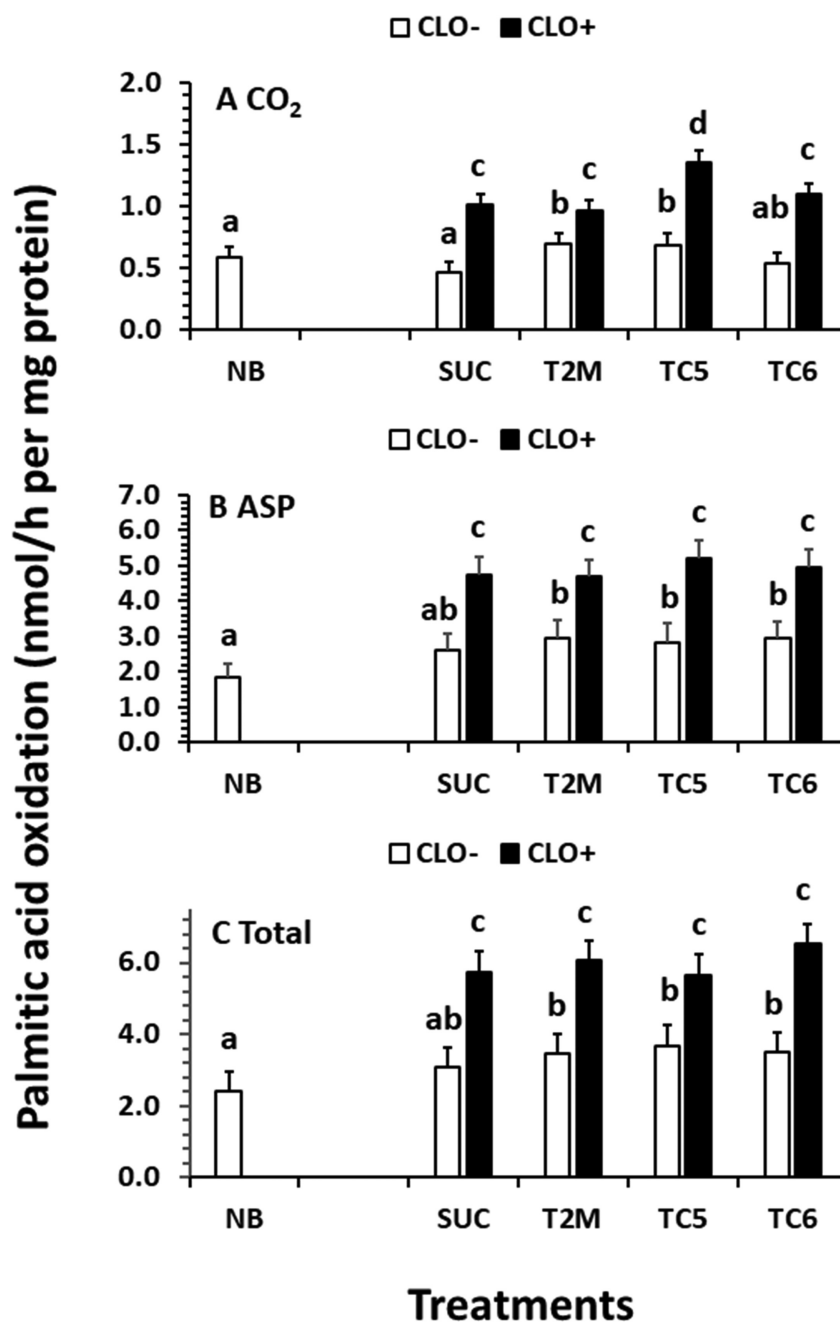 CLO- CLO+
A CO₂
2.0
1.5
1.0
0.5
0.0
a
a
c
b
c
b
d
ab
c
NB SUC T2M TC5 TC6
CLO- CLO+
B ASP
7.0
6.0
5.0
4.0
3.0
2.0
1.0
0.0
a
ab
c
b
c
b
c
b
c
NB SUC T2M TC5 TC6
CLO- CLO+
C Total
6.0
4.0
2.0
0.0
a
ab
c
b
c
b
c
b
c
NB SUC T2M TC5 TC6
Palmitic acid oxidation (nmol/h per mg protein)
Treatments